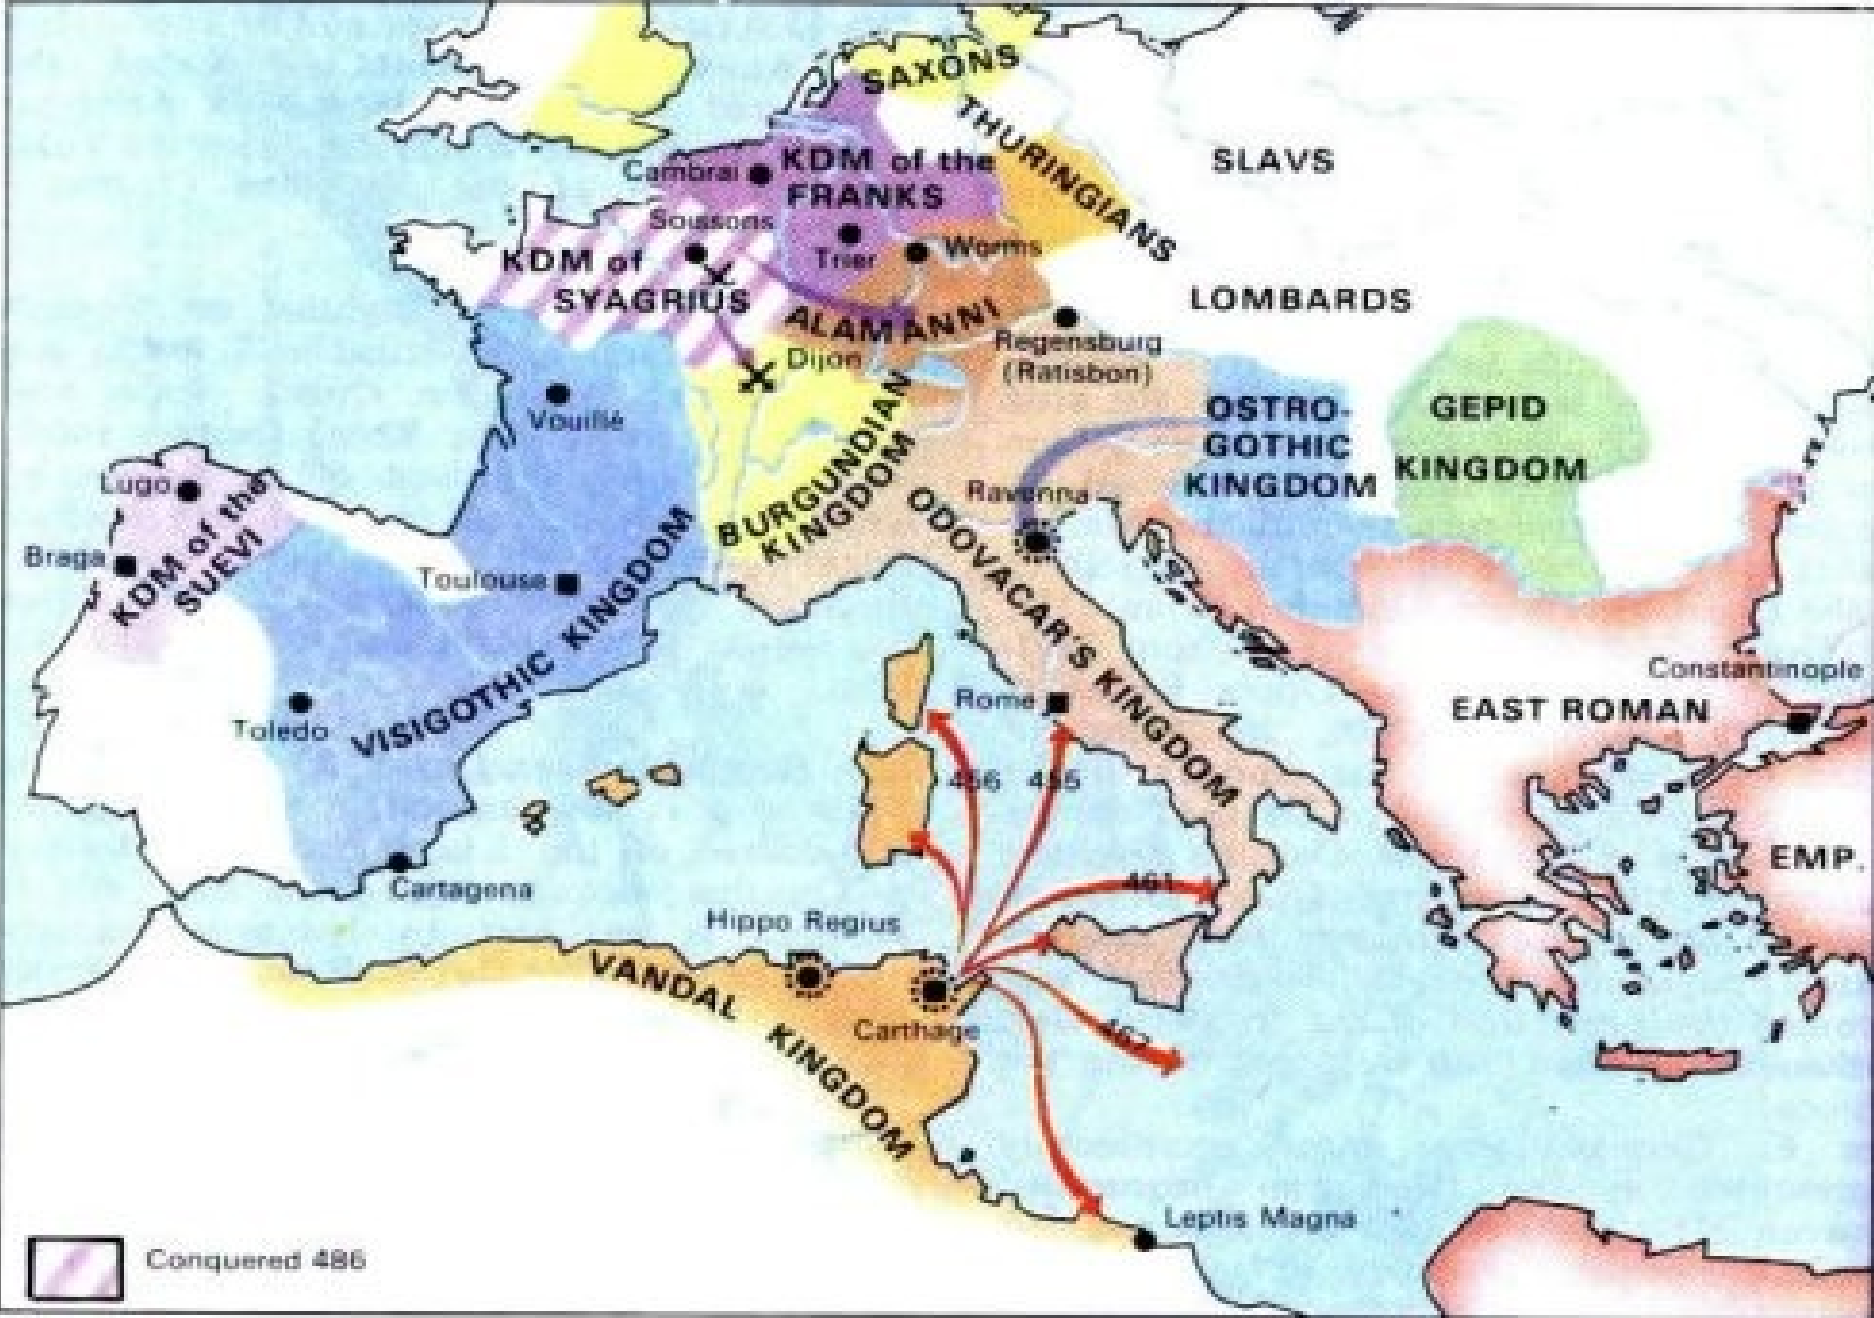 SAXONS
THURINGIANS
SLAVS
Cambrai
KDM of the
FRANKS
Soissons
Trier
Worms
KDM of
SYAGRIUS
ALAMANNI
LOMBARDS
Regensburg
(Ratisbon)
Dijon
Vouillé
BURGUNDIAN
KINGDOM
OSTRO-
GOTHIC
KINGDOM
GEPID
KINGDOM
Lugo
Braga
KDM of the
SUEVI
Toulouse
Ravenna
ODOVACAR'S KINGDOM
VISIGOTHIC KINGDOM
Toledo
Rome
Constantinople
EAST ROMAN
EMP.
456
455
461
Cartagena
Hippo Regius
VANDAL KINGDOM
Carthage
467
Leptis Magna
Conquered 486